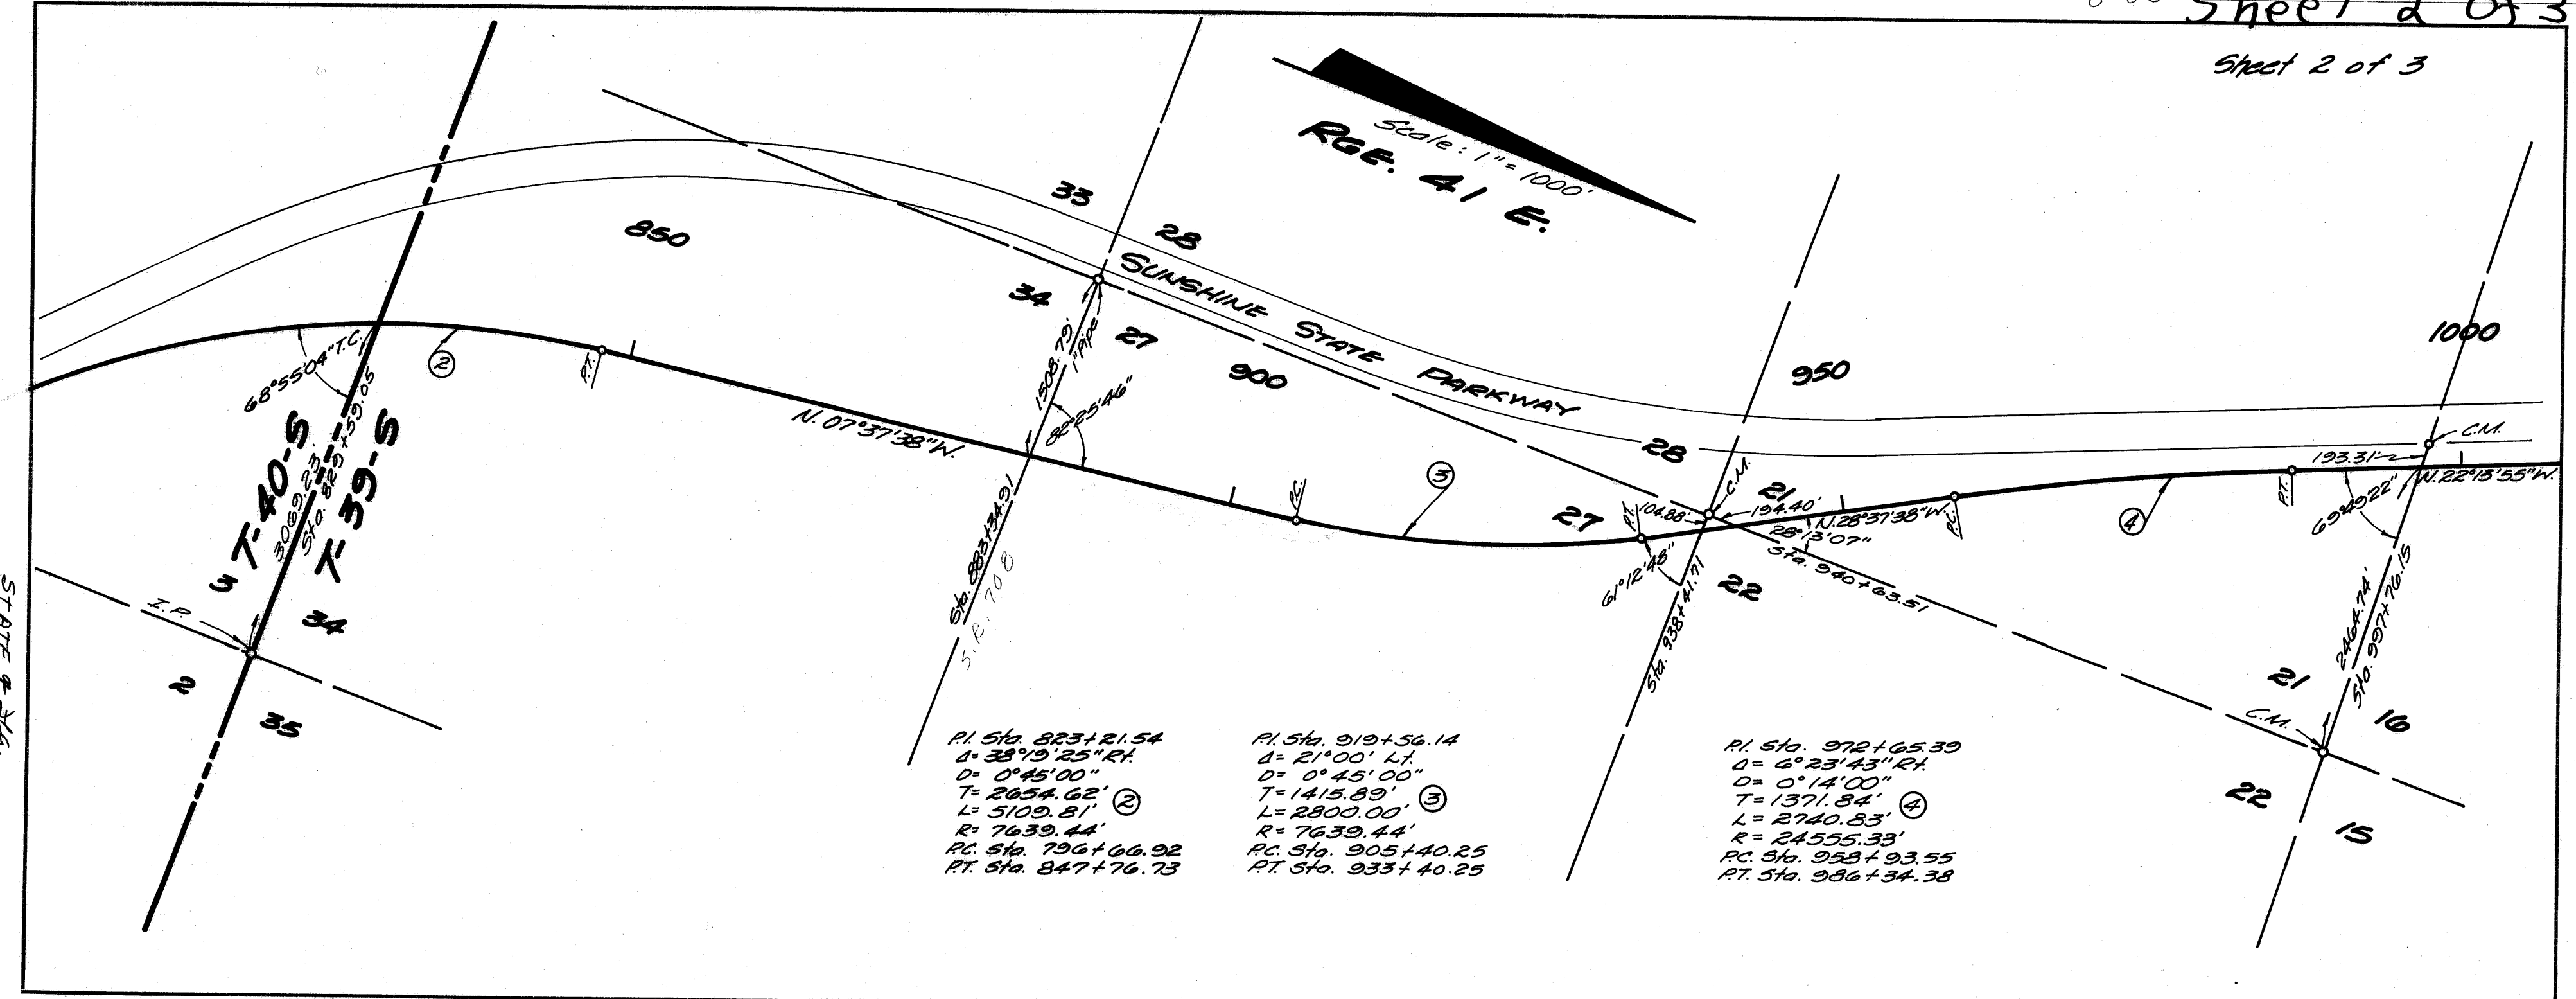 Sheet 2 of 3
Sheet 2 of 3
Scale: 1"= 1000'
RGE. 41 E.
33
28
850
34
27
SUNSHINE STATE PARKWAY
900
950
1000
68°55'04" T.C.
2
P.T.
1508.79'
1" Pipe
82°25'46"
N. 07°37'38" W.
T-40-S
3069.23'
Sta. 829+59.05
T-39-S
3
34
I.P.
2
35
Sta. 883+34.91
S.R. 708
P.C.
3
28
27
P.T.
104.88'
C.M.
21
194.40'
N. 28°37'38" W.
28°13'07"
Sta. 940+63.51
61°12'48"
22
Sta. 938+41.71
P.C.
4
P.T.
C.M.
193.31'
N. 22°13'55" W.
69°49'22"
2464.74'
Sta. 997+76.15
21
16
C.M.
22
15
P.I. Sta. 823+21.54
Δ= 38°19'25" Rt.
D= 0°45'00"
T= 2654.62'
2
L= 5109.81'
R= 7639.44'
P.C. Sta. 796+66.92
P.T. Sta. 847+76.73
P.I. Sta. 919+56.14
Δ= 21°00' Lt.
D= 0°45'00"
T= 1415.89'
3
L= 2800.00'
R= 7639.44'
P.C. Sta. 905+40.25
P.T. Sta. 933+40.25
P.I. Sta. 972+65.39
Δ= 6°23'43" Rt.
D= 0°14'00"
T= 1371.84'
4
L= 2740.83'
R= 24555.33'
P.C. Sta. 958+93.55
P.T. Sta. 986+34.38
STATE